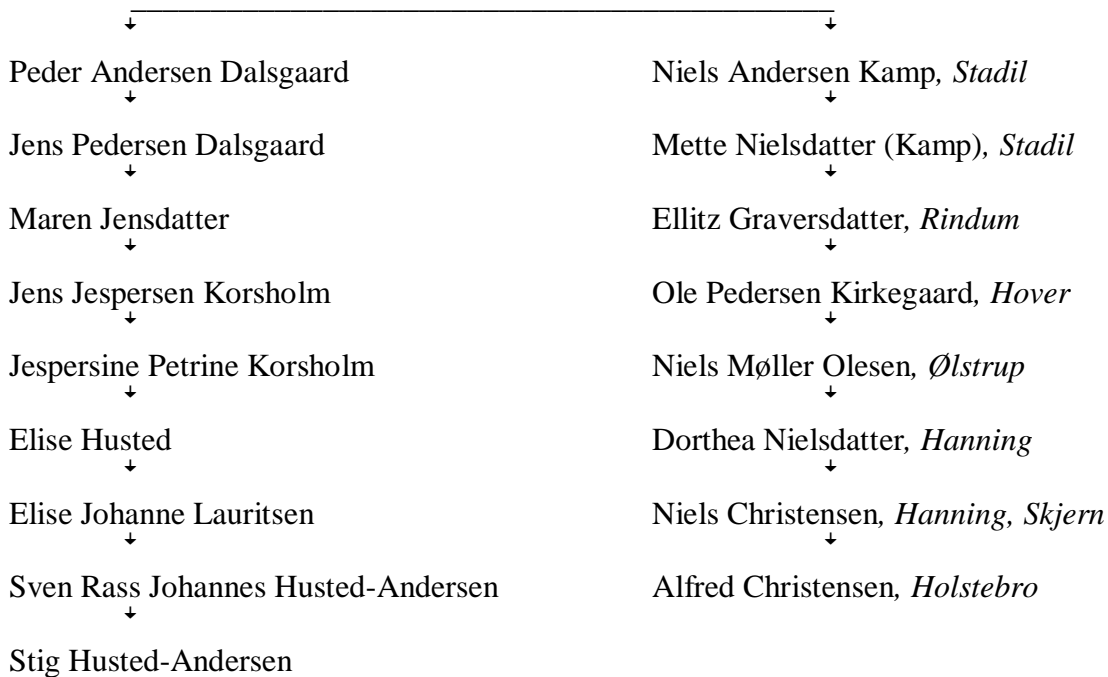 Peder Andersen Dalsgaard
Niels Andersen Kamp, Stadil
Jens Pedersen Dalsgaard
Mette Nielsdatter (Kamp), Stadil
Maren Jensdatter
Ellitz Graversdatter, Rindum
Jens Jespersen Korsholm
Ole Pedersen Kirkegaard, Hover
Jespersine Petrine Korsholm
Niels Møller Olesen, Ølstrup
Elise Husted
Dorthea Nielsdatter, Hanning
Elise Johanne Lauritsen
Niels Christensen, Hanning, Skjern
Sven Rass Johannes Husted-Andersen
Alfred Christensen, Holstebro
Stig Husted-Andersen